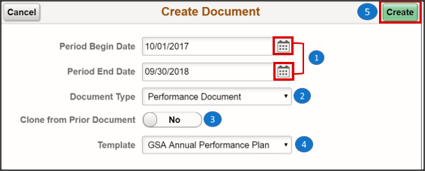 Cancel Create Document 5 Create
Period Begin Date 10/01/2017
1
Period End Date 09/30/2018
Document Type Performance Document 2
Clone from Prior Document No 3
Template GSA Annual Performance Plan 4